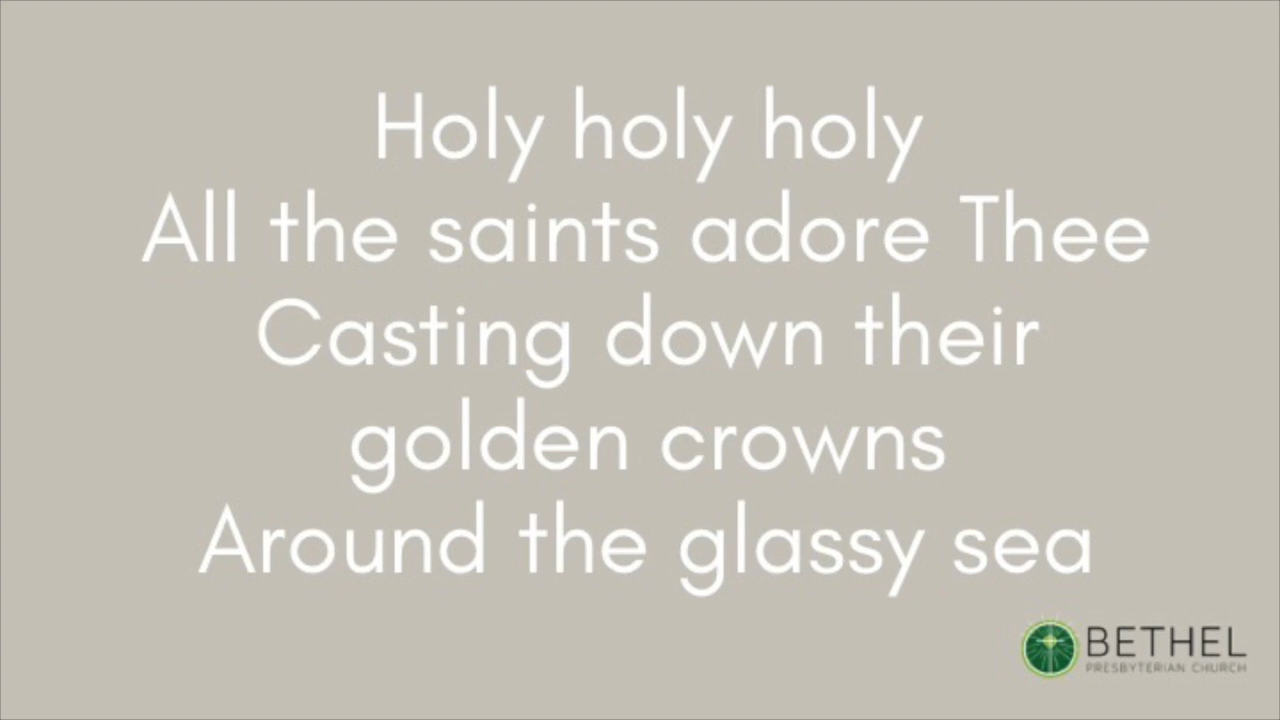 Holy holy holy
All the saints adore Thee
Casting down their
golden crowns
Around the glassy sea
BETHEL
PRESBYTERIAN CHURCH